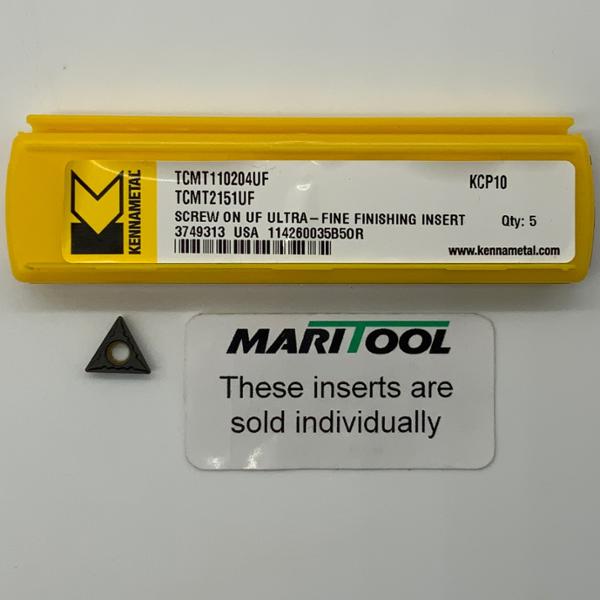 KENNAMETAL
TCMT110204UF
KCP10
TCMT2151UF
SCREW ON UF ULTRA-FINE FINISHING INSERT
Qty: 5
3749313 USA 114260035B5OR
www.kennametal.com
MARITOOL
These inserts are
sold individually